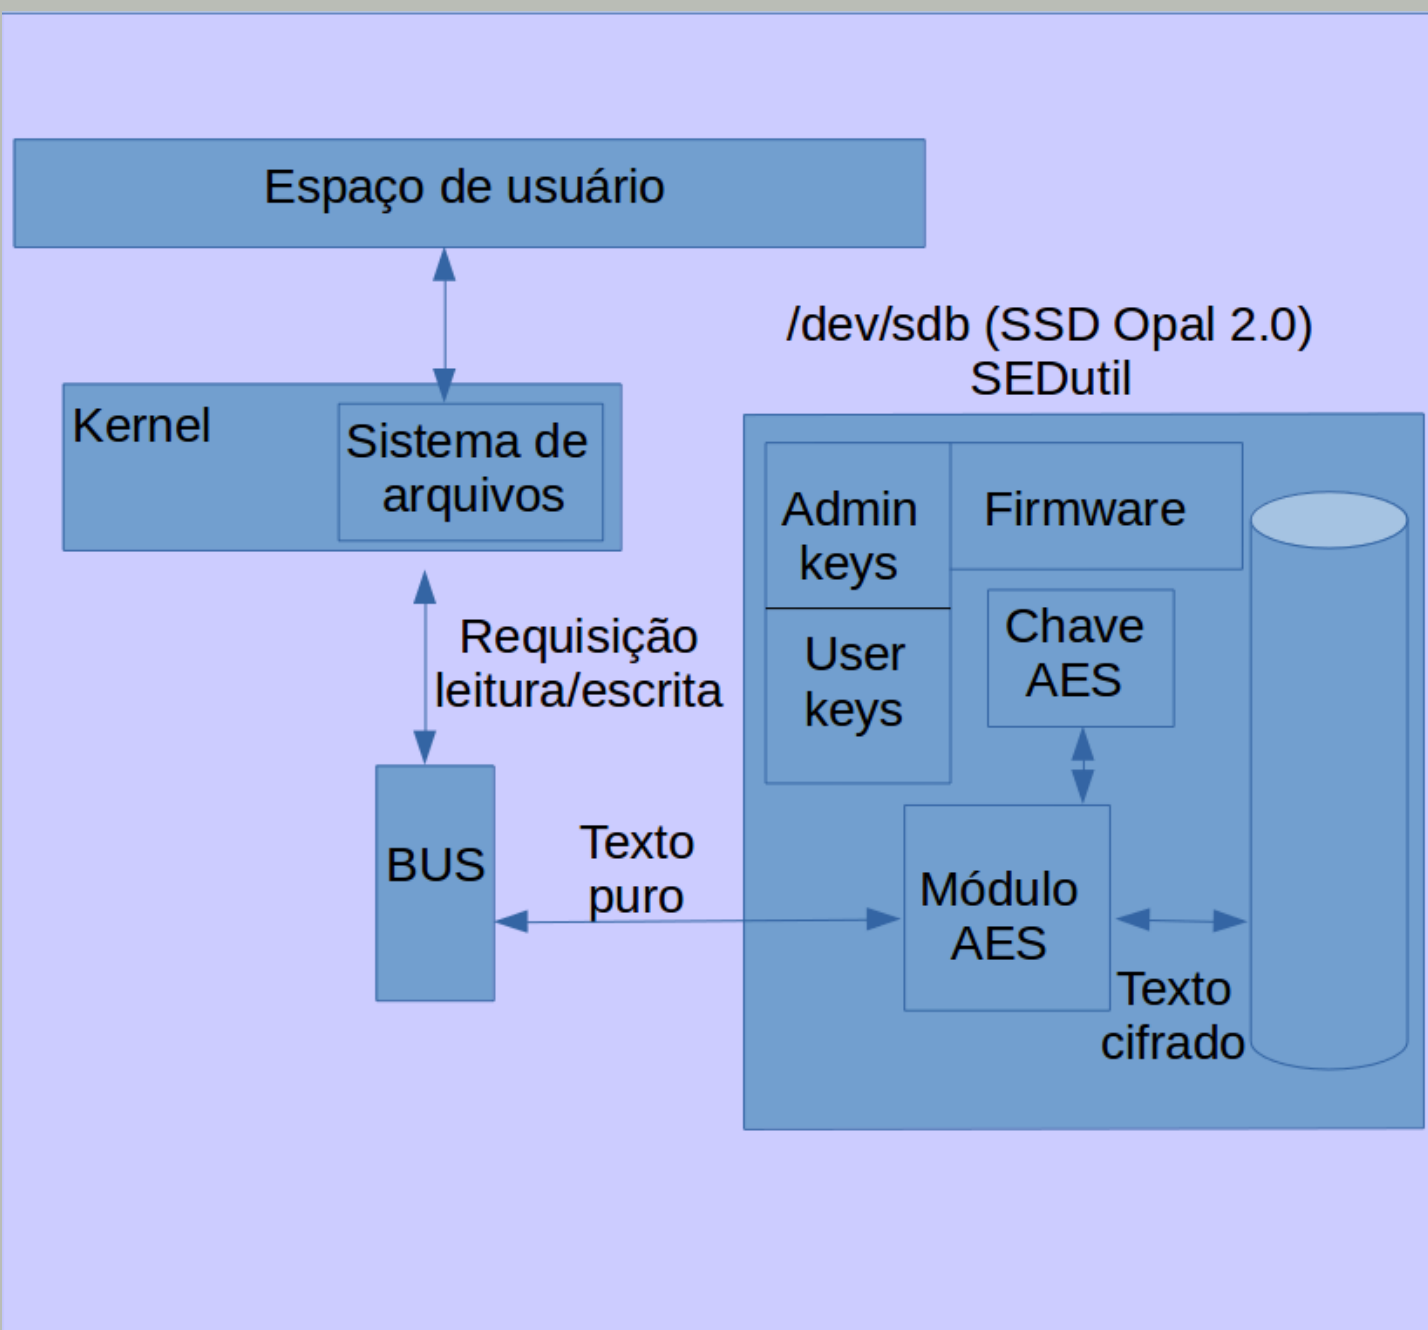 Espaço de usuário
/dev/sdb (SSD Opal 2.0)
SEDutil
Kernel
Sistema de
arquivos
Admin
keys
Firmware
User
keys
Chave
AES
Requisição
leitura/escrita
BUS
Texto
puro
Módulo
AES
Texto
cifrado